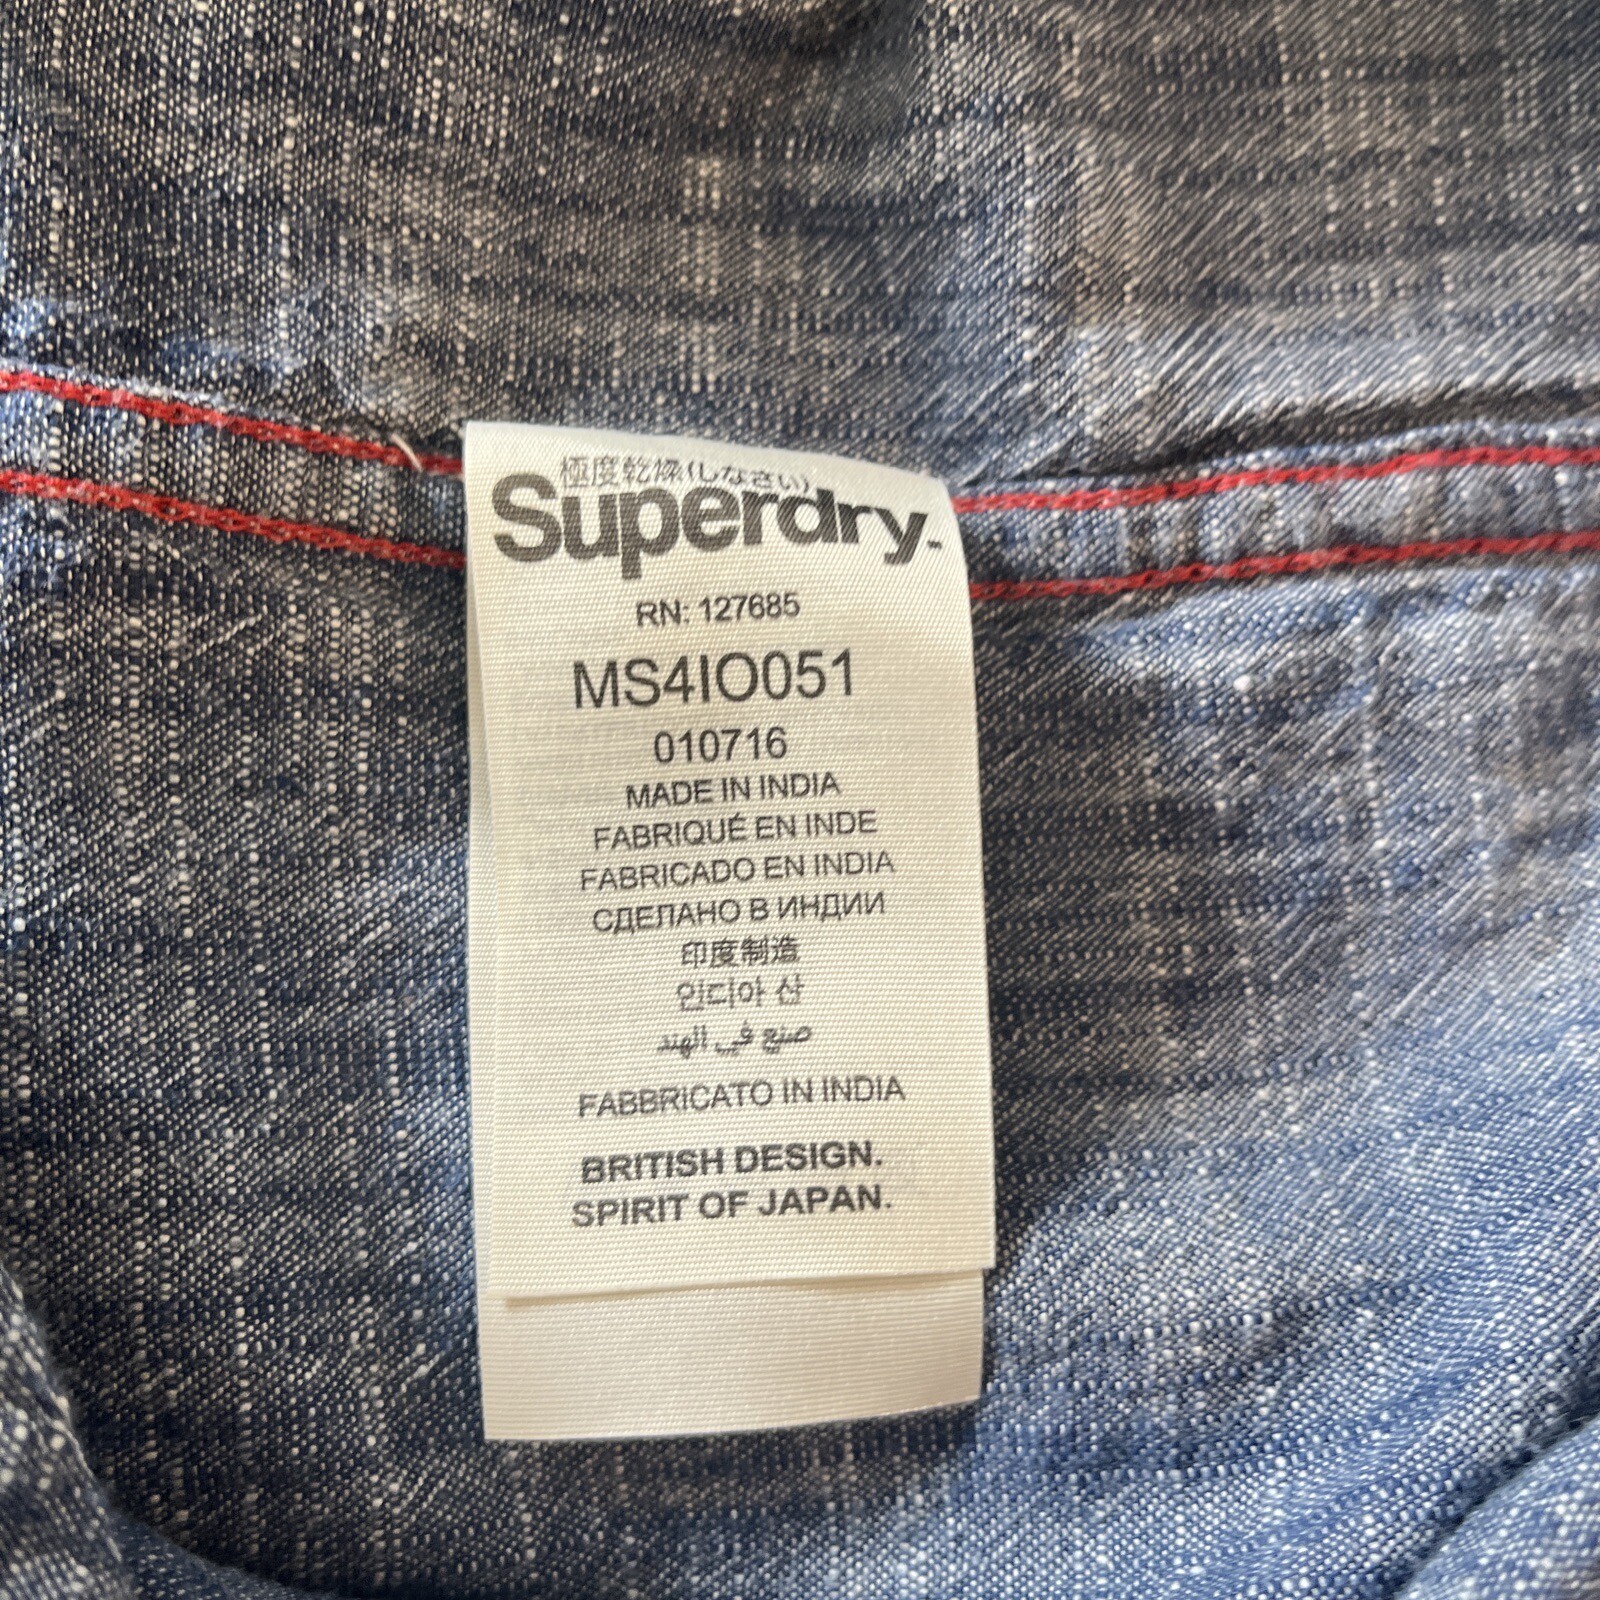 極度乾燥(しなさい)
Superdry.
RN: 127685
MS4IO051
010716
MADE IN INDIA
FABRIQUÉ EN INDE
FABRICADO EN INDIA
СДЕЛАНО В ИНДИИ
印度制造
인디아 산
صنع في الهند
FABBRICATO IN INDIA
BRITISH DESIGN.
SPIRIT OF JAPAN.